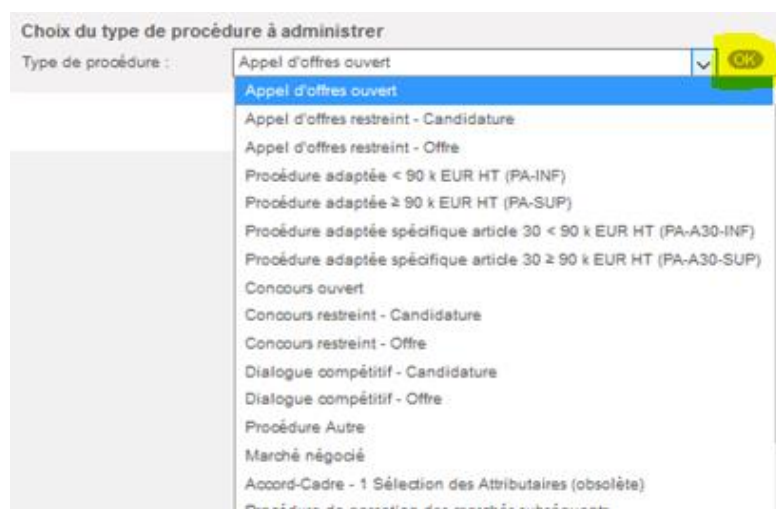 Choix du type de procédure à administrer
Type de procédure : Appel d'offres ouvert OK
Appel d'offres ouvert
Appel d'offres restreint - Candidature
Appel d'offres restreint - Offre
Procédure adaptée < 90 k EUR HT (PA-INF)
Procédure adaptée ≥ 90 k EUR HT (PA-SUP)
Procédure adaptée spécifique article 30 < 90 k EUR HT (PA-A30-INF)
Procédure adaptée spécifique article 30 ≥ 90 k EUR HT (PA-A30-SUP)
Concours ouvert
Concours restreint - Candidature
Concours restreint - Offre
Dialogue compétitif - Candidature
Dialogue compétitif - Offre
Procédure Autre
Marché négocié
Accord-Cadre - 1 Sélection des Attributaires (obsolète)